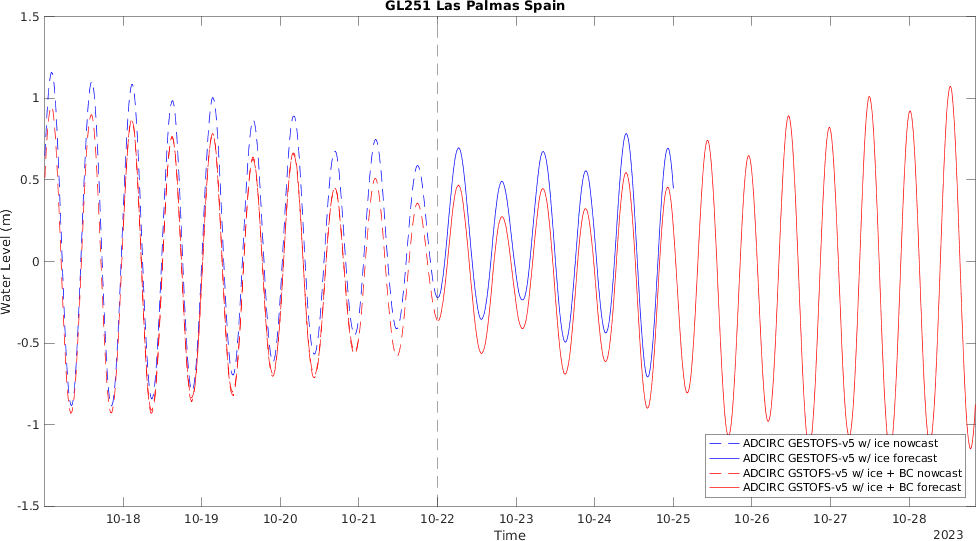 GL251 Las Palmas Spain
1.5
1
0.5
0
-0.5
-1
-1.5
Water Level (m)
10-18 10-19 10-20 10-21 10-22 10-23 10-24 10-25 10-26 10-27 10-28
Time
2023
ADCIRC GESTOFS-v5 w/ ice nowcast
ADCIRC GESTOFS-v5 w/ ice forecast
ADCIRC GSTOFS-v5 w/ ice + BC nowcast
ADCIRC GSTOFS-v5 w/ ice + BC forecast